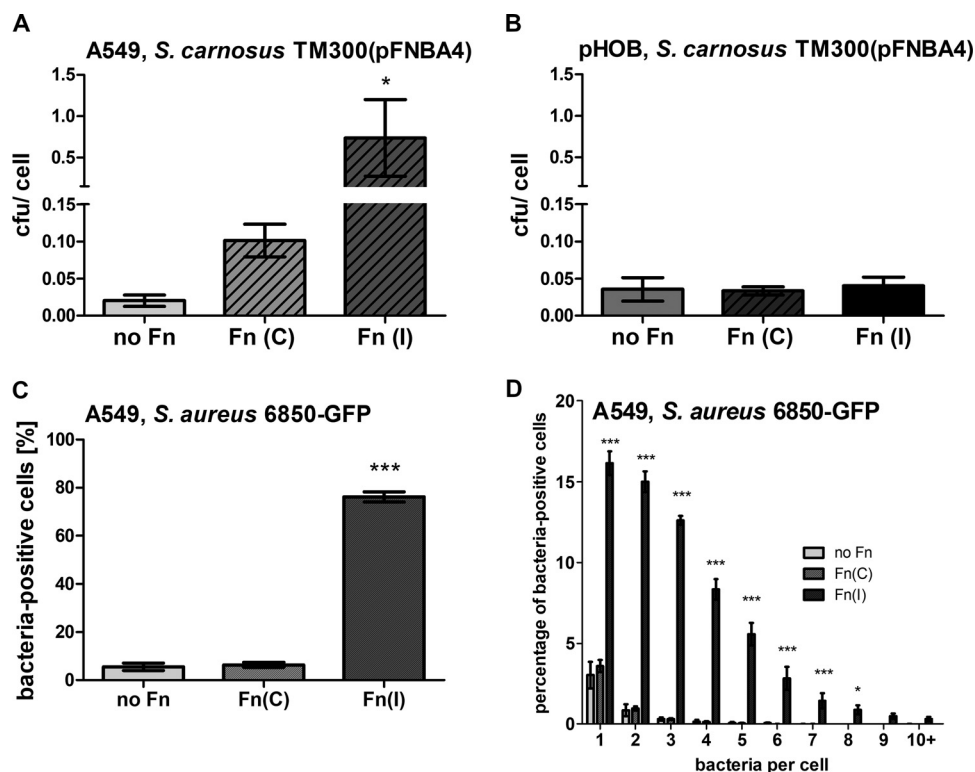 A
A549, S. carnosus TM300(pFNBA4)
*
1.5
1.0
0.5
0.15
0.10
0.05
0.00
cfu/ cell
no Fn
Fn (C)
Fn (I)
B
pHOB, S. carnosus TM300(pFNBA4)
1.5
1.0
0.5
0.15
0.10
0.05
0.00
cfu/ cell
no Fn
Fn (C)
Fn (I)
C
A549, S. aureus 6850-GFP
***
100
80
60
40
20
0
bacteria-positive cells [%]
no Fn
Fn(C)
Fn(I)
D
A549, S. aureus 6850-GFP
20
15
10
5
0
percentage of bacteria-positive cells
*** *** *** *** *** *** *** *
no Fn
Fn(C)
Fn(I)
1 2 3 4 5 6 7 8 9 10+
bacteria per cell